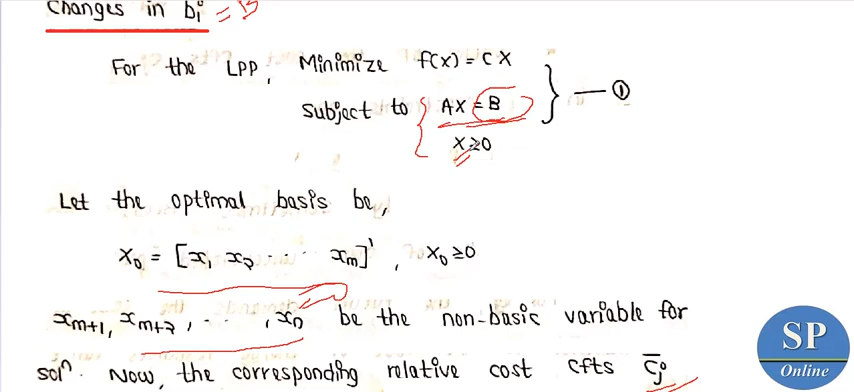 Changes in bi = B
For the LPP, Minimize f(x) = C X
Subject to { AX = B } — ①
X ≥ 0
Let the optimal basis be,
X₀ = [x₁ x₂ · · · · xm]', X₀ ≥ 0
xm+1, xm+2, · · · , xn be the non-basic variable for
solⁿ. Now, the corresponding relative cost cfts c̄j
SP
Online